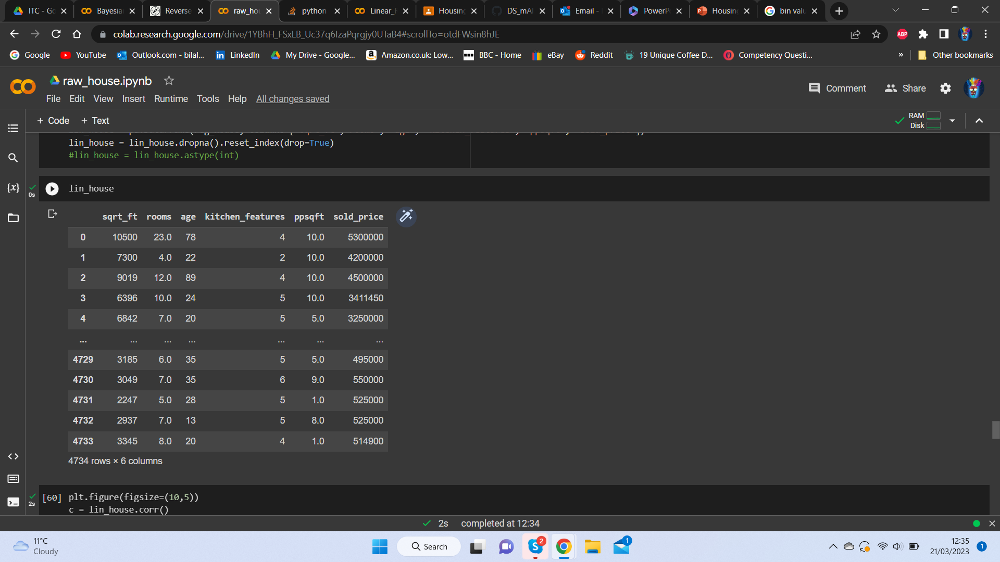 ITC - Go
Bayesia
Reverse
raw_hou
python
Linear_F
Housing
DS_mAI
Email -
PowerP
Housing
bin valu
colab.research.google.com/drive/1YBhH_FSxLB_Uc37q6IzaPqrgjy0UTaB4#scrollTo=otdFWsin8hJE
ABP
Google
YouTube
Outlook.com - bilal...
LinkedIn
My Drive - Google...
Amazon.co.uk: Low...
BBC - Home
eBay
Reddit
19 Unique Coffee D...
Competency Questi...
»
Other bookmarks
raw_house.ipynb
Comment
Share
File Edit View Insert Runtime Tools Help All changes saved
+ Code + Text
RAM
Disk
lin_house = lin_house.dropna().reset_index(drop=True)
#lin_house = lin_house.astype(int)
{x}
0s
lin_house
sqrt_ft rooms age kitchen_features ppsqft sold_price
0 10500 23.0 78 4 10.0 5300000
1 7300 4.0 22 2 10.0 4200000
2 9019 12.0 89 4 10.0 4500000
3 6396 10.0 24 5 10.0 3411450
4 6842 7.0 20 5 5.0 3250000
... ... ... ... ... ... ...
4729 3185 6.0 35 5 5.0 495000
4730 3049 7.0 35 6 9.0 550000
4731 2247 5.0 28 5 1.0 525000
4732 2937 7.0 13 5 8.0 525000
4733 3345 8.0 20 4 1.0 514900
4734 rows × 6 columns
[60] plt.figure(figsize=(10,5))
2s
c = lin_house.corr()
2s completed at 12:34
11°C
Cloudy
Search
2
1
12:35
21/03/2023
1